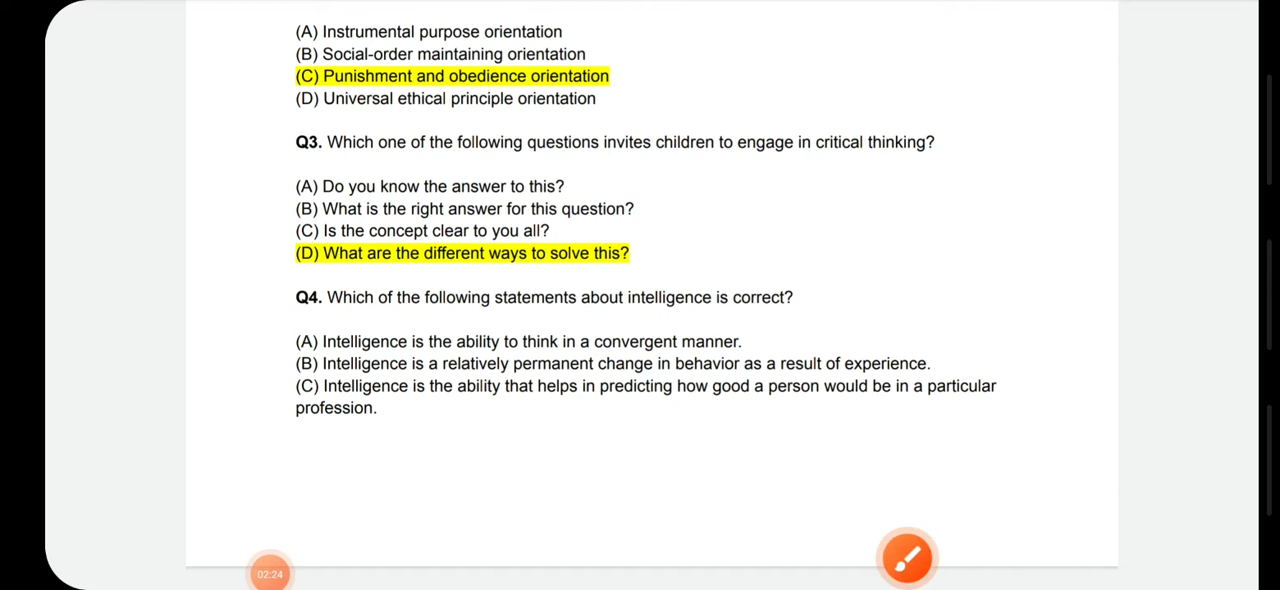 (A) Instrumental purpose orientation
(B) Social-order maintaining orientation
(C) Punishment and obedience orientation
(D) Universal ethical principle orientation
Q3. Which one of the following questions invites children to engage in critical thinking?
(A) Do you know the answer to this?
(B) What is the right answer for this question?
(C) Is the concept clear to you all?
(D) What are the different ways to solve this?
Q4. Which of the following statements about intelligence is correct?
(A) Intelligence is the ability to think in a convergent manner.
(B) Intelligence is a relatively permanent change in behavior as a result of experience.
(C) Intelligence is the ability that helps in predicting how good a person would be in a particular
profession.
02:24